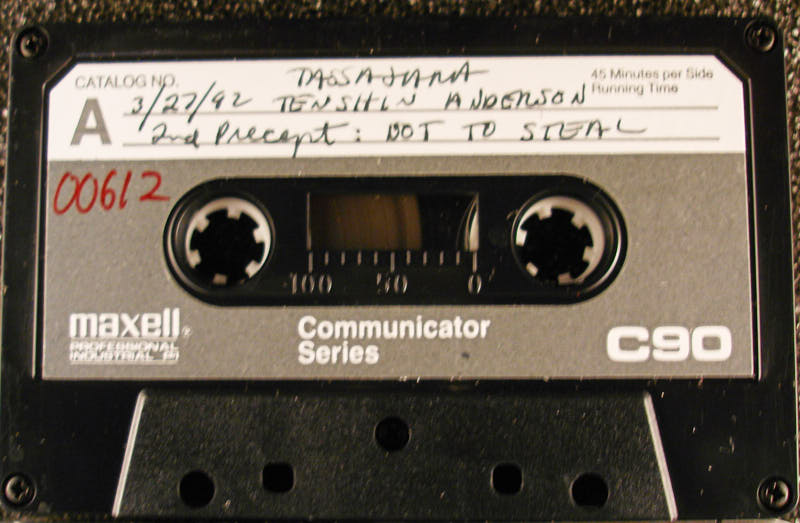 CATALOG NO. TASSAJARA 45 Minutes per Side
A 3/27/92 TENSHIN ANDERSON Running Time
2nd Precept: NOT TO STEAL
00612
100 50 0
maxell®
PROFESSIONAL
INDUSTRIAL
Communicator
Series
C90